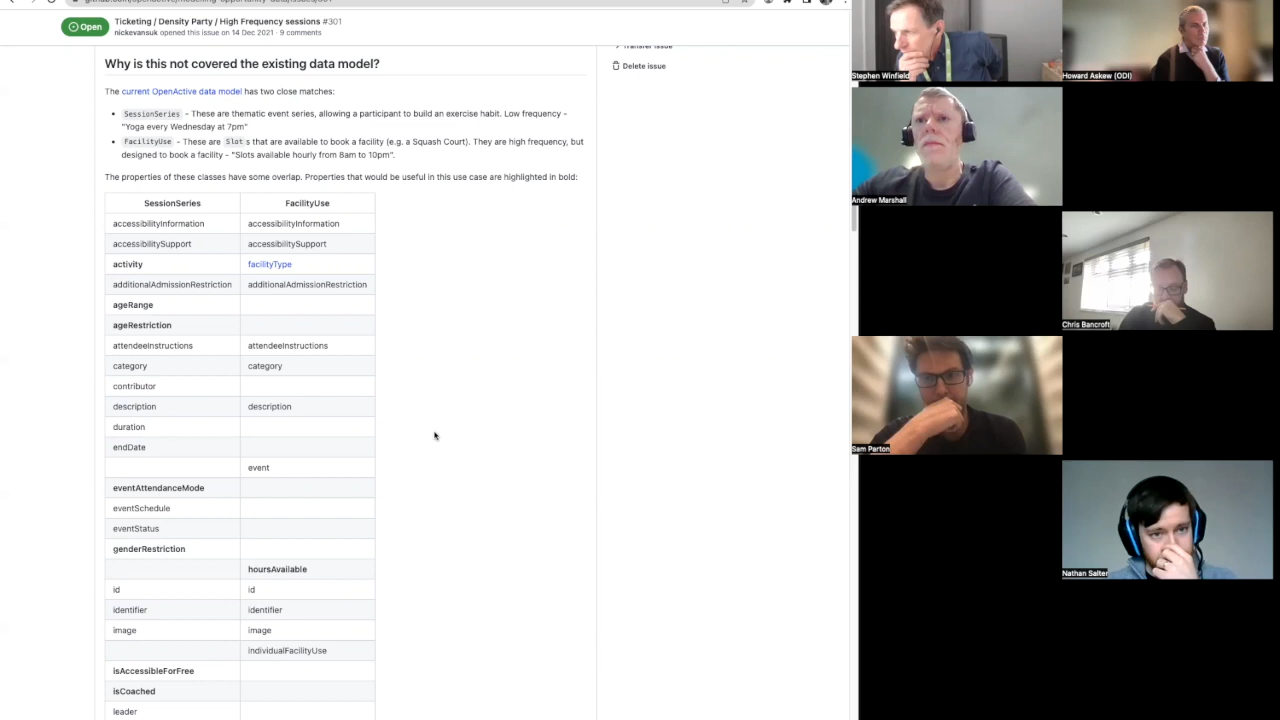 Open
Ticketing / Density Party / High Frequency sessions #301
nickevansuk opened this issue on 14 Dec 2021 · 9 comments
Transfer issue
Delete issue
Why is this not covered the existing data model?
The current OpenActive data model has two close matches:
SessionSeries - These are thematic event series, allowing a participant to build an exercise habit. Low frequency -
"Yoga every Wednesday at 7pm"
FacilityUse - These are Slot s that are available to book a facility (e.g, a Squash Court). They are high frequency, but
designed to book a facility - "Slots available hourly from 8am to 10pm".
The properties of these classes have some overlap. Properties that would be useful in this use case are highlighted in bold:
SessionSeries FacilityUse
accessibilityInformation accessibilityInformation
accessibilitySupport accessibilitySupport
activity facilityType
additionalAdmissionRestriction additionalAdmissionRestriction
ageRange
ageRestriction
attendeeInstructions attendeeInstructions
category category
contributor
description description
duration
endDate
event
eventAttendanceMode
eventSchedule
eventStatus
genderRestriction
hoursAvailable
id id
identifier identifier
image image
individualFacilityUse
isAccessibleForFree
isCoached
leader
Stephen Winfield
Howard Askew (ODI)
Andrew Marshall
Chris Bancroft
Sam Parton
Nathan Salter